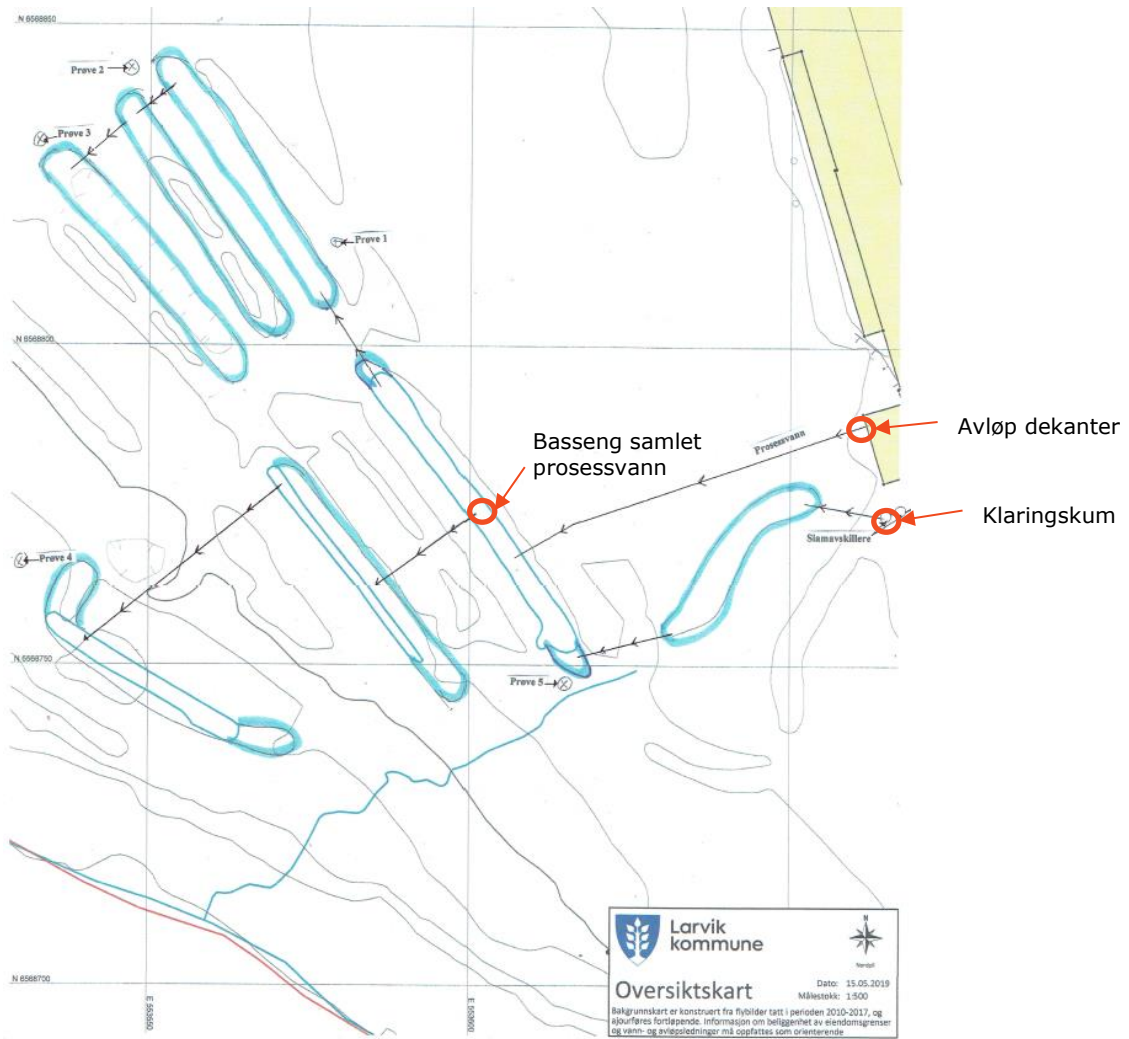 N 6568850
Prøve 2
Prøve 3
Prøve 1
N 6568800
Basseng samlet
prosessvann
Prosessvann
Avløp dekanter
Klaringskum
Slamavskillere
Prøve 4
N 6568750
Prøve 5
N 6568700
E 553550
E 553600
Larvik
kommune
N
Norkart
Oversiktskart
Dato: 15.05.2019
Målestokk: 1:500
Bakgrunnskart er konstruert fra flybilder tatt i perioden 2010-2017, og
ajourføres fortløpende. Informasjon om beliggenhet av eiendomsgrenser
og vann- og avløpsledninger må oppfattes som orienterende